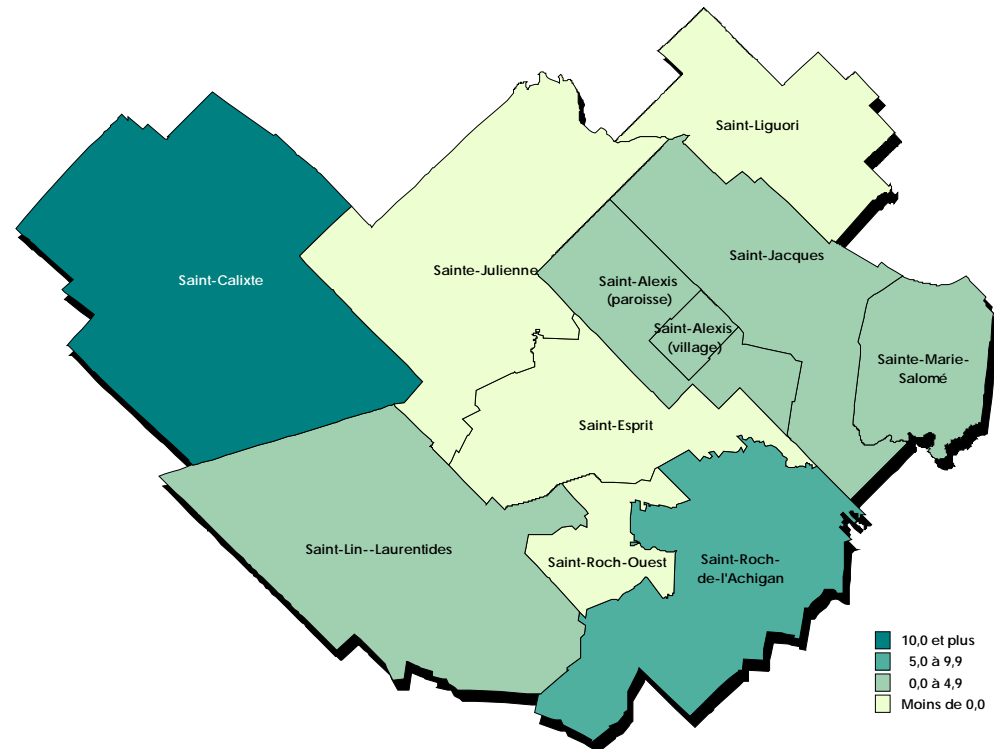 Saint-Liguori
Saint-Jacques
Sainte-Julienne
Saint-Calixte
Saint-Alexis
(paroisse)
Saint-Alexis
(village)
Sainte-Marie-
Salomé
Saint-Esprit
Saint-Lin--Laurentides
Saint-Roch-Ouest
Saint-Roch-
de-l'Achigan
10,0 et plus
5,0 à 9,9
0,0 à 4,9
Moins de 0,0